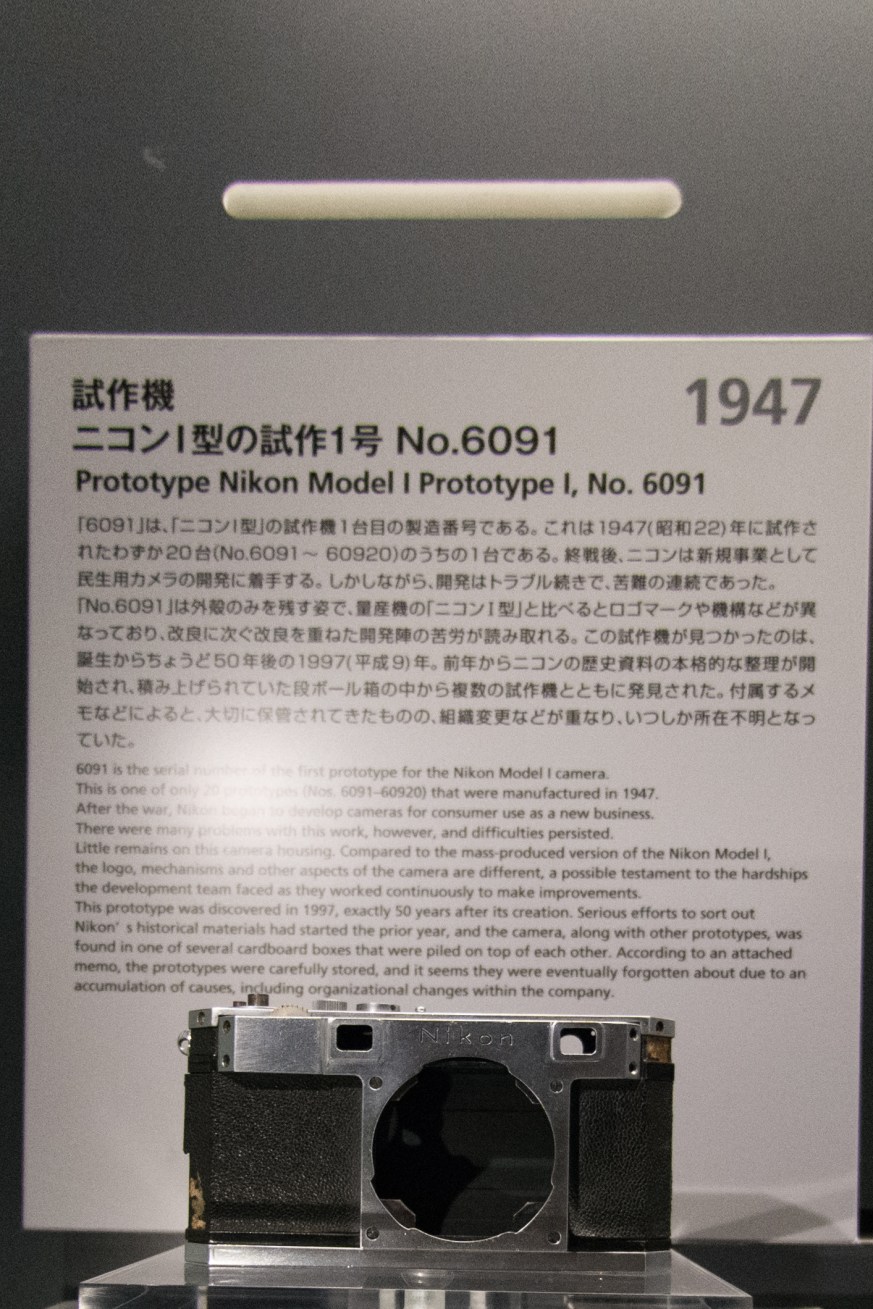 試作機
1947
ニコンI型の試作1号 No.6091
Prototype Nikon Model I Prototype I, No. 6091
「6091」は、「ニコンI型」の試作機1台目の製造番号である。これは1947(昭和22)年に試作さ
れたわずか20台(No.6091～ 60920)のうちの1台である。終戦後、ニコンは新規事業として
民生用カメラの開発に着手する。しかしながら、開発はトラブル続きで、苦難の連続であった。
「No.6091」は外殻のみを残す姿で、量産機の「ニコンI型」と比べるとロゴマークや機構などが異
なっており、改良に次ぐ改良を重ねた開発陣の苦労が読み取れる。この試作機が見つかったのは、
誕生からちょうど50年後の1997(平成9)年。前年からニコンの歴史資料の本格的な整理が開
始され、積み上げられていた段ボール箱の中から複数の試作機とともに発見された。付属するメ
モなどによると、大切に保管されてきたものの、組織変更などが重なり、いつしか所在不明となっ
ていた。
6091 is the serial number of the first prototype for the Nikon Model I camera.
This is one of only 20 prototypes (Nos. 6091–60920) that were manufactured in 1947.
After the war, Nikon began to develop cameras for consumer use as a new business.
There were many problems with this work, however, and difficulties persisted.
Little remains on this camera housing. Compared to the mass-produced version of the Nikon Model I,
the logo, mechanisms and other aspects of the camera are different, a possible testament to the hardships
the development team faced as they worked continuously to make improvements.
This prototype was discovered in 1997, exactly 50 years after its creation. Serious efforts to sort out
Nikon' s historical materials had started the prior year, and the camera, along with other prototypes, was
found in one of several cardboard boxes that were piled on top of each other. According to an attached
memo, the prototypes were carefully stored, and it seems they were eventually forgotten about due to an
accumulation of causes, including organizational changes within the company.
Nikon